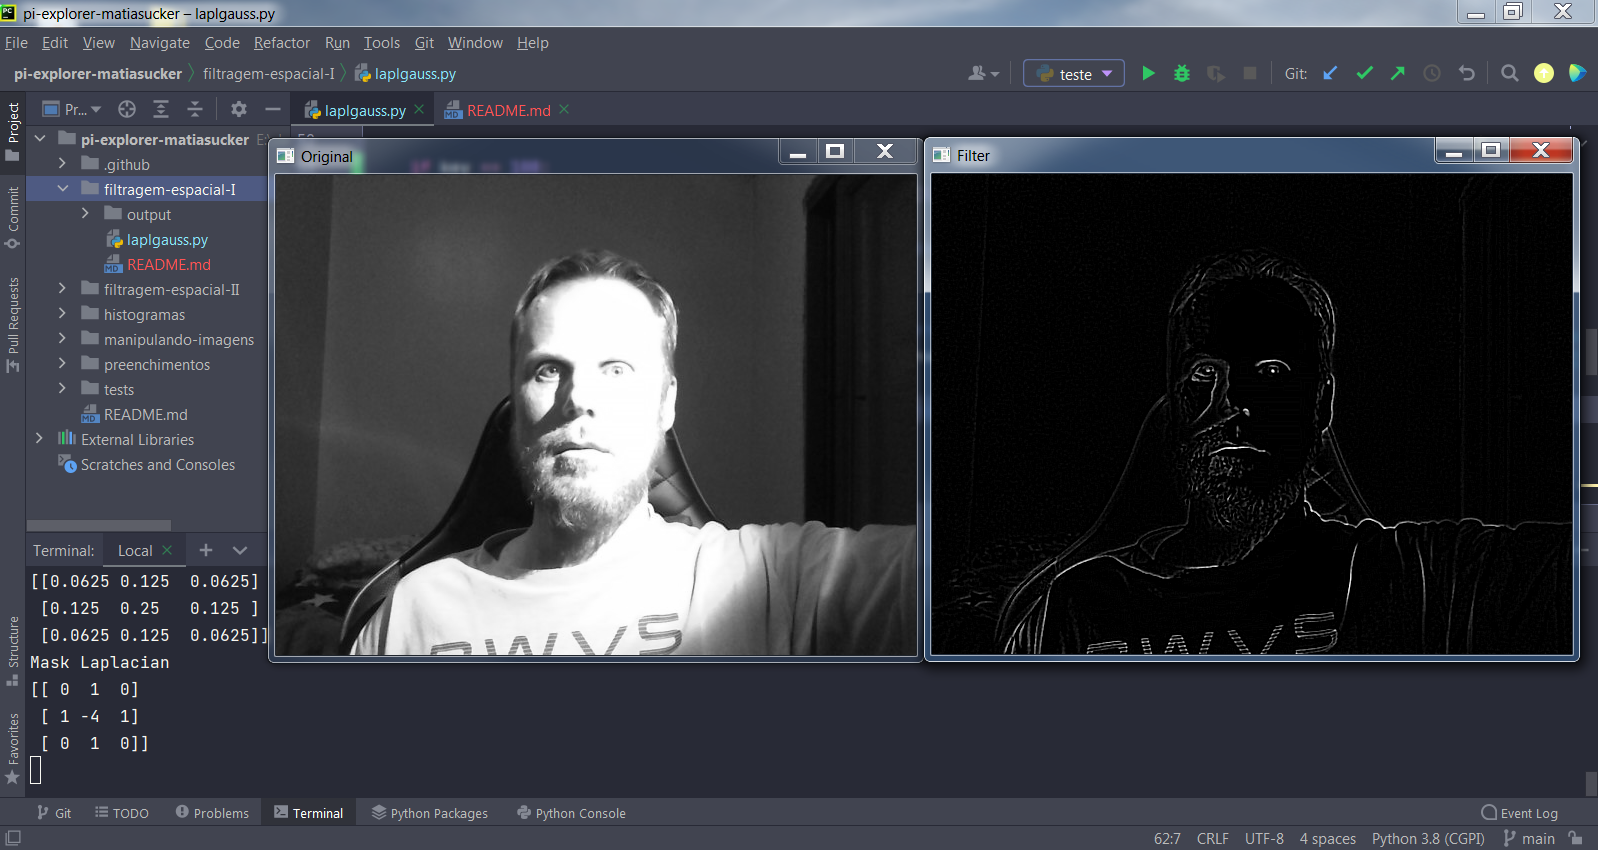 pi-explorer-matiasucker – laplgauss.py
File Edit View Navigate Code Refactor Run Tools Git Window Help
pi-explorer-matiasucker filtragem-espacial-I laplgauss.py
teste
Git:
Project
Pr...
laplgauss.py
README.md
pi-explorer-matiasucker
.github
filtragem-espacial-I
output
laplgauss.py
README.md
filtragem-espacial-II
histogramas
manipulando-imagens
preenchimentos
tests
README.md
External Libraries
Scratches and Consoles
Commit
Pull Requests
Structure
Favorites
Original
Filter
Terminal: Local
[[0.0625 0.125  0.0625]
 [0.125  0.25   0.125 ]
 [0.0625 0.125  0.0625]]
Mask Laplacian
[[ 0  1  0]
 [ 1 -4  1]
 [ 0  1  0]]
Git TODO Problems Terminal Python Packages Python Console Event Log
62:7 CRLF UTF-8 4 spaces Python 3.8 (CGPI) main